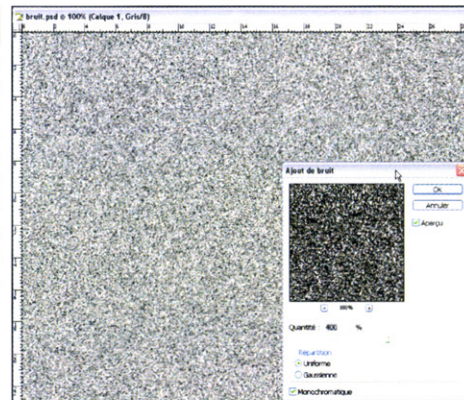 bruit.psd @ 100% (Calque 1, Gris/8)
Ajout de bruit
OK
Annuler
Aperçu
100%
Quantité : 400 %
Répartition
Uniforme
Gaussienne
Monochromatique